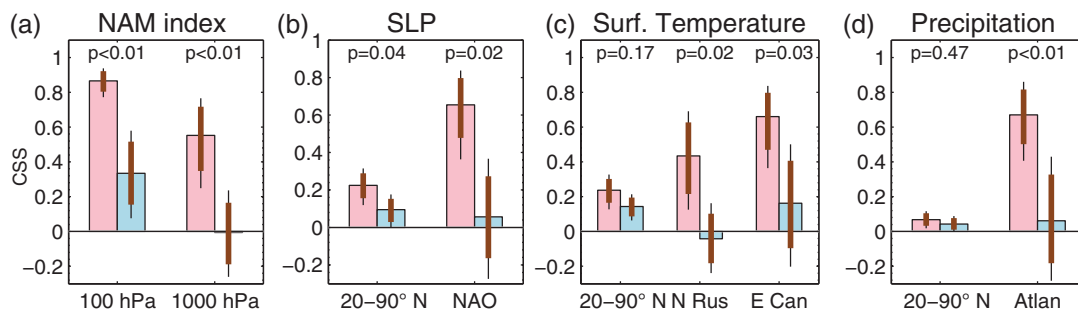 (a) NAM index
p<0.01 p<0.01
CSS
1
0.8
0.6
0.4
0.2
0
−0.2
100 hPa 1000 hPa
(b) SLP
p=0.04 p=0.02
1
0.8
0.6
0.4
0.2
0
−0.2
20−90° N NAO
(c) Surf. Temperature
p=0.17 p=0.02 p=0.03
1
0.8
0.6
0.4
0.2
0
−0.2
20−90° N N Rus E Can
(d) Precipitation
p=0.47 p<0.01
1
0.8
0.6
0.4
0.2
0
−0.2
20−90° N Atlan